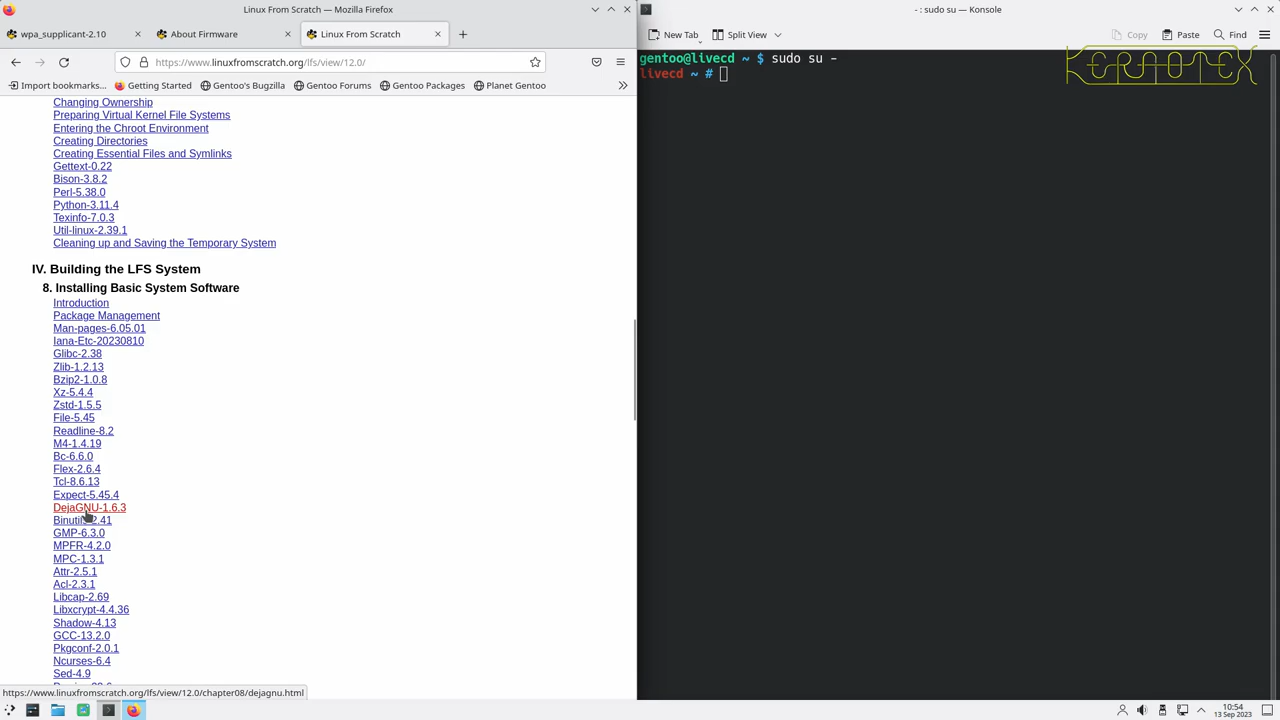 Linux From Scratch — Mozilla Firefox
wpa_supplicant-2.10
About Firmware
Linux From Scratch
https://www.linuxfromscratch.org/lfs/view/12.0/
Import bookmarks...
Getting Started
Gentoo's Bugzilla
Gentoo Forums
Gentoo Packages
Planet Gentoo
Changing Ownership
Preparing Virtual Kernel File Systems
Entering the Chroot Environment
Creating Directories
Creating Essential Files and Symlinks
Gettext-0.22
Bison-3.8.2
Perl-5.38.0
Python-3.11.4
Texinfo-7.0.3
Util-linux-2.39.1
Cleaning up and Saving the Temporary System
IV. Building the LFS System
8. Installing Basic System Software
Introduction
Package Management
Man-pages-6.05.01
Iana-Etc-20230810
Glibc-2.38
Zlib-1.2.13
Bzip2-1.0.8
Xz-5.4.4
Zstd-1.5.5
File-5.45
Readline-8.2
M4-1.4.19
Bc-6.6.0
Flex-2.6.4
Tcl-8.6.13
Expect-5.45.4
DejaGNU-1.6.3
Binutils-2.41
GMP-6.3.0
MPFR-4.2.0
MPC-1.3.1
Attr-2.5.1
Acl-2.3.1
Libcap-2.69
Libxcrypt-4.4.36
Shadow-4.13
GCC-13.2.0
Pkgconf-2.0.1
Ncurses-6.4
Sed-4.9
https://www.linuxfromscratch.org/lfs/view/12.0/chapter08/dejagnu.html
- : sudo su — Konsole
New Tab
Split View
Copy
Paste
Find
gentoo@livecd ~ $ sudo su -
livecd ~ #
KERNOTEX
10:54
13 Sep 2023